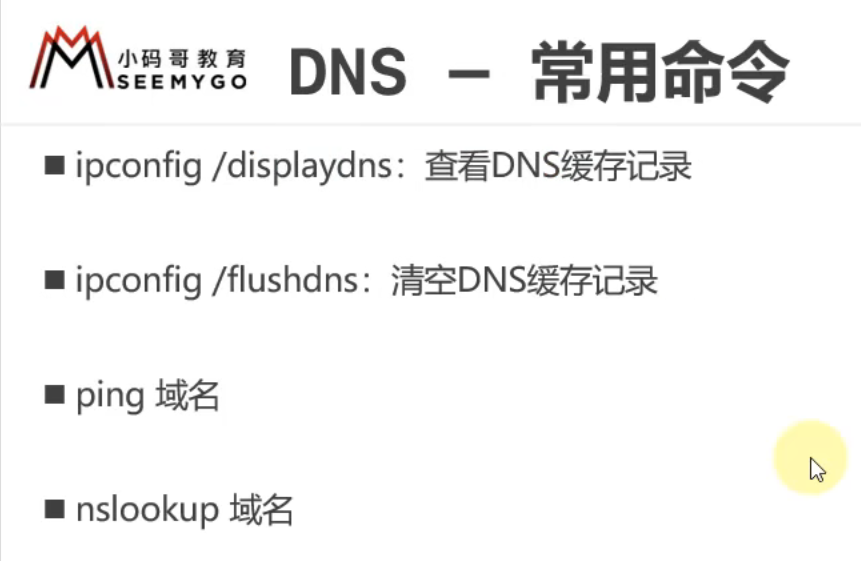 小码哥教育
SEEMYGO
DNS - 常用命令
■ ipconfig /displaydns：查看DNS缓存记录
■ ipconfig /flushdns：清空DNS缓存记录
■ ping 域名
■ nslookup 域名